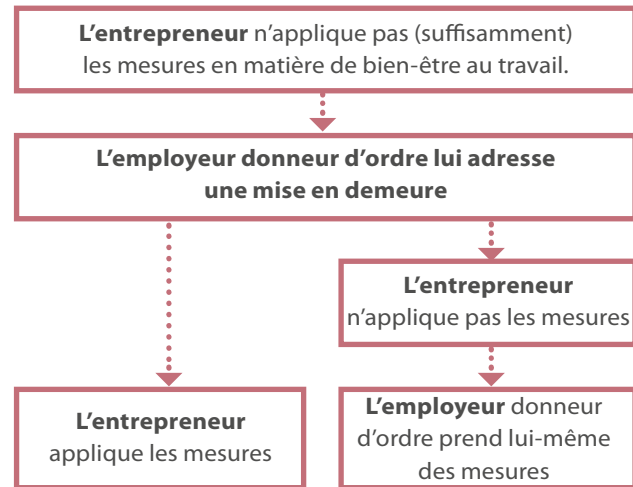 L’entrepreneur n’applique pas (suffisamment)
les mesures en matière de bien-être au travail.
L’employeur donneur d’ordre lui adresse
une mise en demeure
L’entrepreneur
n’applique pas les mesures
L’entrepreneur
applique les mesures
L’employeur donneur
d’ordre prend lui-même
des mesures